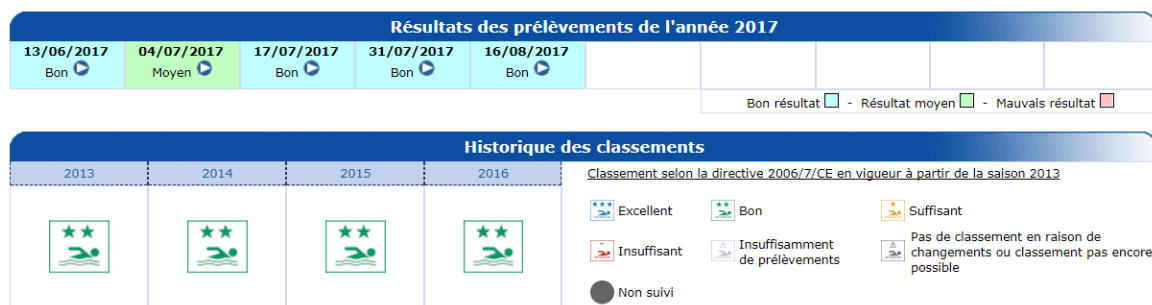 Résultats des prélèvements de l'année 2017
13/06/2017 04/07/2017 17/07/2017 31/07/2017 16/08/2017
Bon Moyen Bon Bon Bon
Bon résultat - Résultat moyen - Mauvais résultat
Historique des classements
2013 2014 2015 2016
Classement selon la directive 2006/7/CE en vigueur à partir de la saison 2013
Excellent Bon Suffisant
Insuffisant
Insuffisamment
de prélèvements
Pas de classement en raison de
changements ou classement pas encore
possible
Non suivi